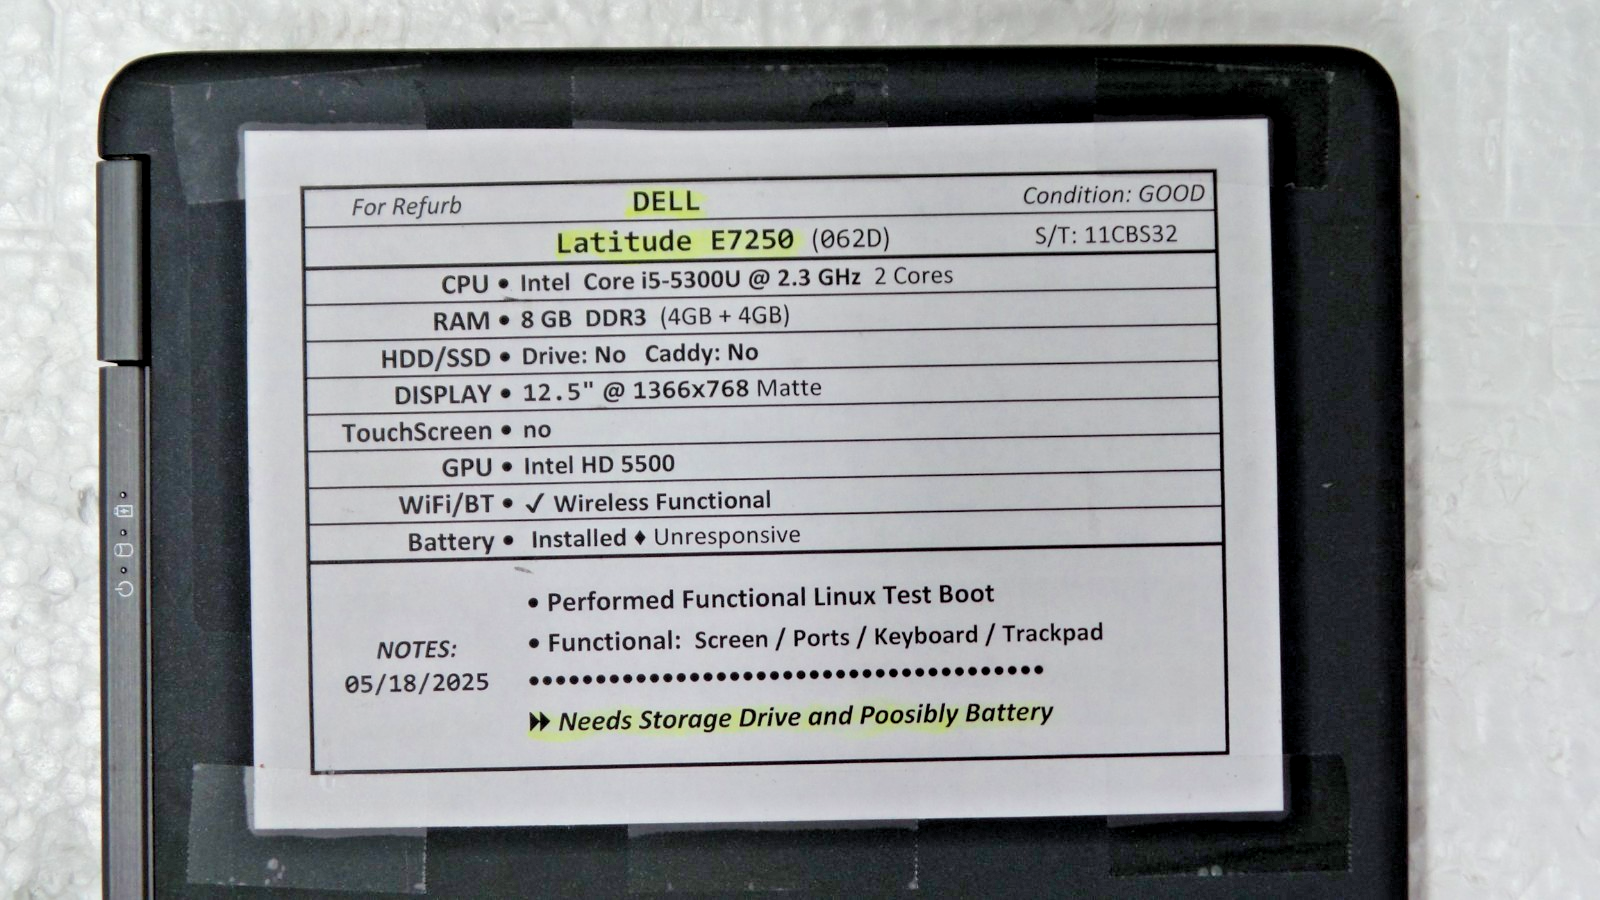 For Refurb DELL Condition: GOOD
Latitude E7250 (062D) S/T: 11CBS32
CPU • Intel Core i5-5300U @ 2.3 GHz 2 Cores
RAM • 8 GB DDR3 (4GB + 4GB)
HDD/SSD • Drive: No Caddy: No
DISPLAY • 12.5" @ 1366x768 Matte
TouchScreen • no
GPU • Intel HD 5500
WiFi/BT • ✓ Wireless Functional
Battery • Installed ♦ Unresponsive
• Performed Functional Linux Test Boot
• Functional: Screen / Ports / Keyboard / Trackpad
NOTES:
05/18/2025
Needs Storage Drive and Poosibly Battery